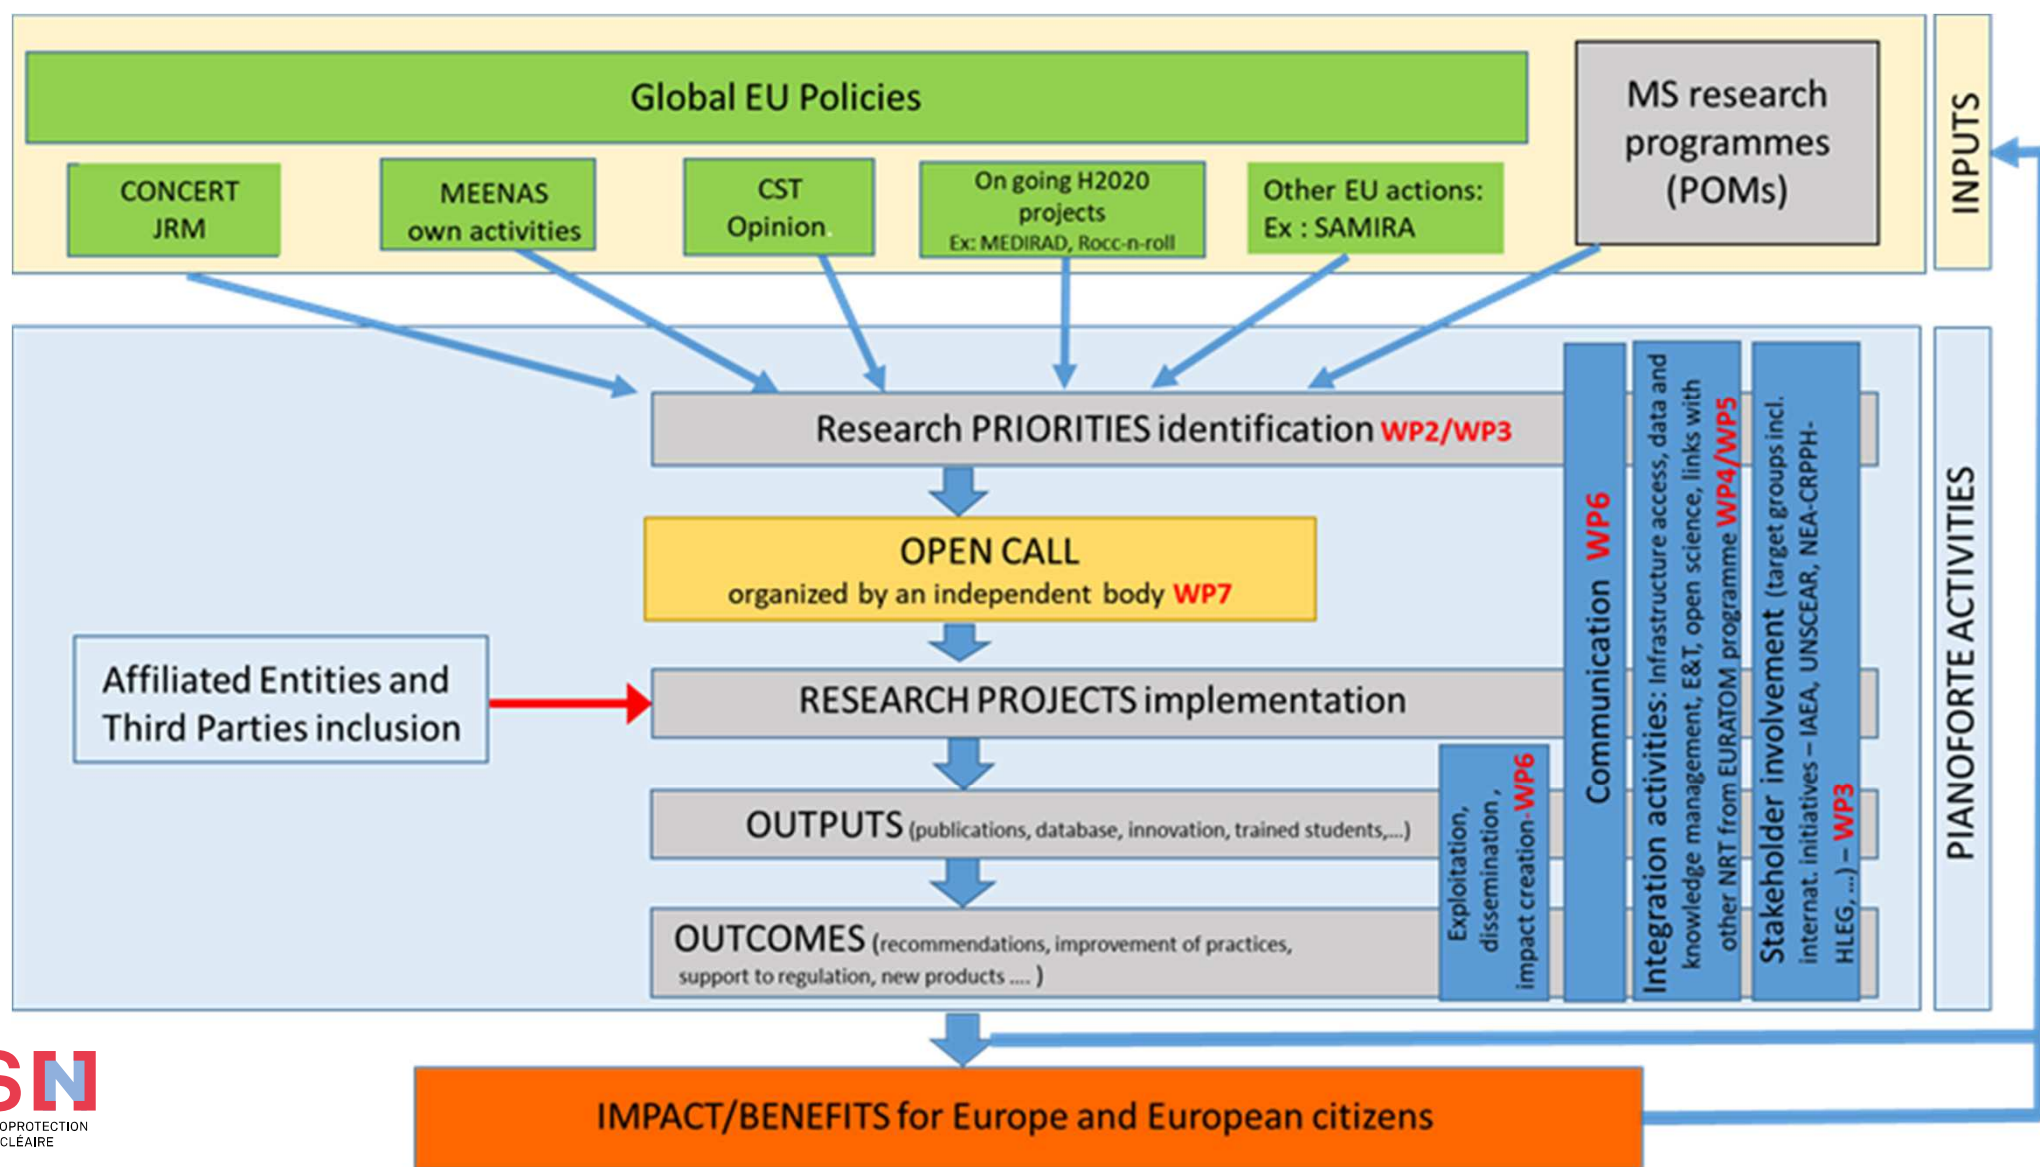 Global EU Policies
MS research
programmes
(POMs)
INPUTS
CONCERT
JRM
MEENAS
own activities
CST
Opinion.
On going H2020
projects
Ex: MEDIRAD, Rocc-n-roll
Other EU actions:
Ex : SAMIRA
Research PRIORITIES identification WP2/WP3
OPEN CALL
organized by an independent body WP7
Affiliated Entities and
Third Parties inclusion
RESEARCH PROJECTS implementation
OUTPUTS (publications, database, innovation, trained students,...)
OUTCOMES (recommendations, improvement of practices,
support to regulation, new products .... )
Exploitation,
dissemination ,
impact creation-WP6
Communication WP6
Integration activities: Infrastructure access, data and
knowledge management, E&T, open science, links with
other NRT from EURATOM programme WP4/WP5
Stakeholder involvement (target groups incl.
internat. initiatives – IAEA, UNSCEAR, NEA-CRPPH-
HLEG, ...) – WP3
PIANOFORTE ACTIVITIES
IMPACT/BENEFITS for Europe and European citizens
SN
OPROTECTION
CLÉAIRE